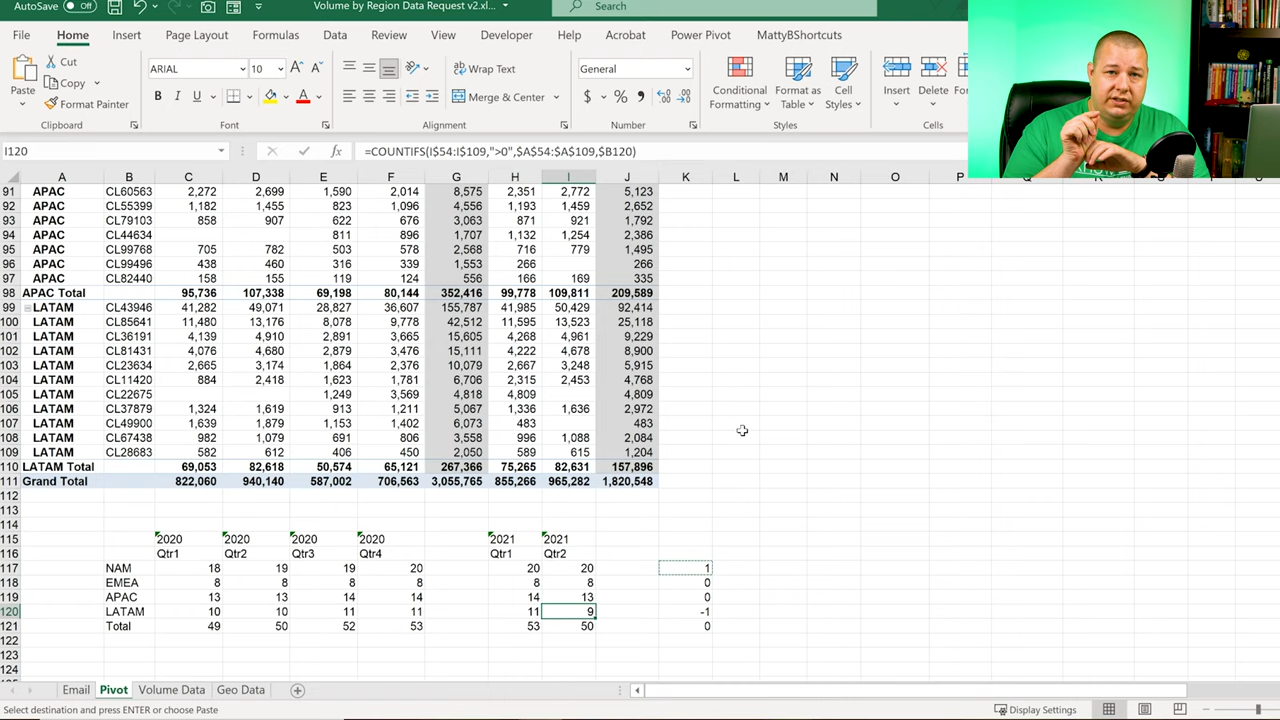 AutoSave Off Volume by Region Data Request v2.xl... Search
File Home Insert Page Layout Formulas Data Review View Developer Help Acrobat Power Pivot MattyBShortcuts
Paste Cut Copy Format Painter Clipboard
ARIAL 10 B I U A Font
Wrap Text Merge & Center Alignment
General $ % , Number
Conditional Formatting Format as Table Cell Styles Styles
Insert Delete Cells
I120 fx =COUNTIFS(I$54:I$109,">0",$A$54:$A$109,$B120)
A B C D E F G H I J K L M N O P
91 APAC CL60563 2,272 2,699 1,590 2,014 8,575 2,351 2,772 5,123
92 APAC CL55399 1,182 1,455 823 1,096 4,556 1,193 1,459 2,652
93 APAC CL79103 858 907 622 676 3,063 871 921 1,792
94 APAC CL44634 811 896 1,707 1,132 1,254 2,386
95 APAC CL99768 705 782 503 578 2,568 716 779 1,495
96 APAC CL99496 438 460 316 339 1,553 266 266
97 APAC CL82440 158 155 119 124 556 166 169 335
98 APAC Total 95,736 107,338 69,198 80,144 352,416 99,778 109,811 209,589
99 LATAM CL43946 41,282 49,071 28,827 36,607 155,787 41,985 50,429 92,414
100 LATAM CL85641 11,480 13,176 8,078 9,778 42,512 11,595 13,523 25,118
101 LATAM CL36191 4,139 4,910 2,891 3,665 15,605 4,268 4,961 9,229
102 LATAM CL81431 4,076 4,680 2,879 3,476 15,111 4,222 4,678 8,900
103 LATAM CL23634 2,665 3,174 1,864 2,376 10,079 2,667 3,248 5,915
104 LATAM CL11420 884 2,418 1,623 1,781 6,706 2,315 2,453 4,768
105 LATAM CL22675 1,249 3,569 4,818 4,809 4,809
106 LATAM CL37879 1,324 1,619 913 1,211 5,067 1,336 1,636 2,972
107 LATAM CL49900 1,639 1,879 1,153 1,402 6,073 483 483
108 LATAM CL67438 982 1,079 691 806 3,558 996 1,088 2,084
109 LATAM CL28683 582 612 406 450 2,050 589 615 1,204
110 LATAM Total 69,053 82,618 50,574 65,121 267,366 75,265 82,631 157,896
111 Grand Total 822,060 940,140 587,002 706,563 3,055,765 855,266 965,282 1,820,548
112
113
114
115 2020 2020 2020 2020 2021 2021
116 Qtr1 Qtr2 Qtr3 Qtr4 Qtr1 Qtr2
117 NAM 18 19 19 20 20 20 1
118 EMEA 8 8 8 8 8 8 0
119 APAC 13 13 14 14 14 13 0
120 LATAM 10 10 11 11 11 9 -1
121 Total 49 50 52 53 53 50 0
122
123
124
Email Pivot Volume Data Geo Data
Select destination and press ENTER or choose Paste Display Settings